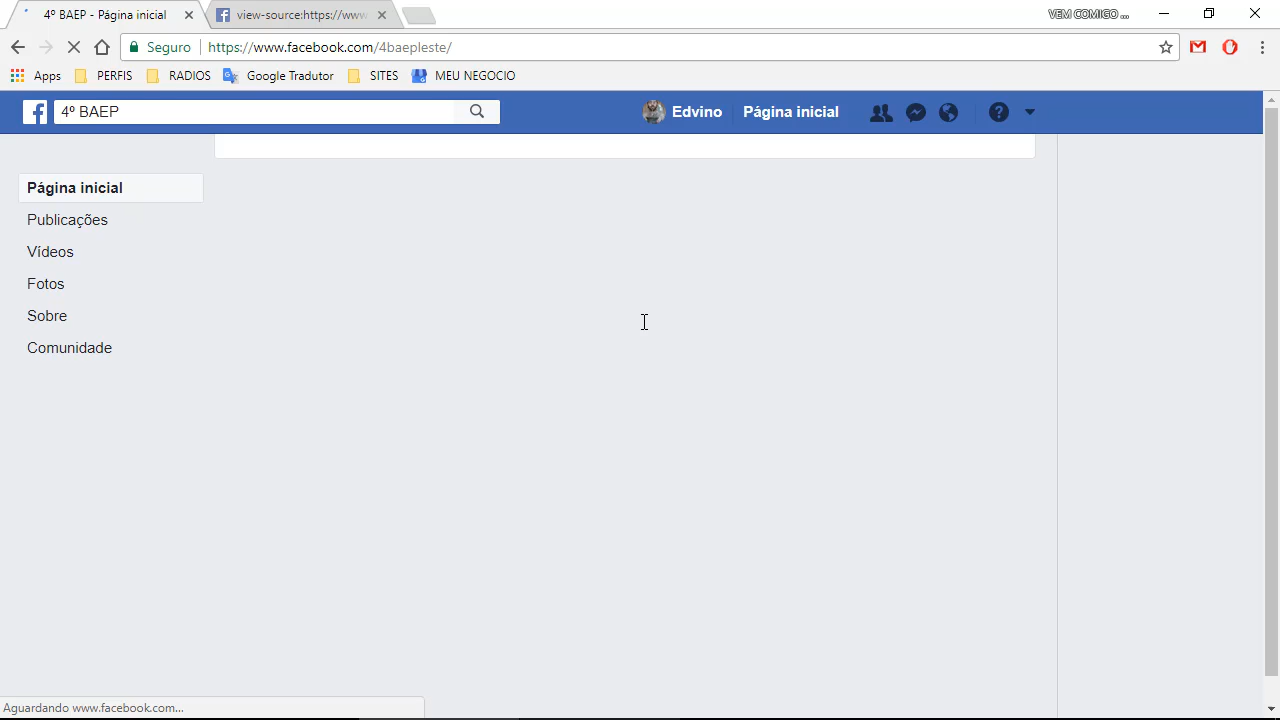 4º BAEP - Página inicial
view-source:https://www
VEM COMIGO ...
Seguro
https://www.facebook.com/4baepleste/
Apps
PERFIS
RADIOS
Google Tradutor
SITES
MEU NEGOCIO
4º BAEP
Edvino
Página inicial
Página inicial
Publicações
Vídeos
Fotos
Sobre
Comunidade
Aguardando www.facebook.com...